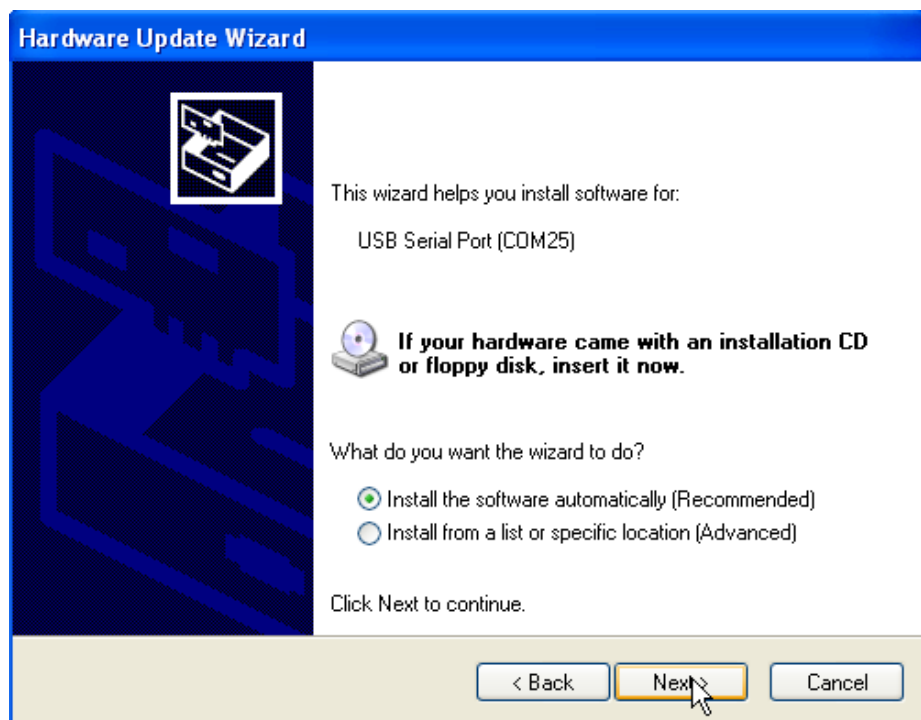 Hardware Update Wizard
This wizard helps you install software for:
USB Serial Port (COM25)
If your hardware came with an installation CD
or floppy disk, insert it now.
What do you want the wizard to do?
Install the software automatically (Recommended)
Install from a list or specific location (Advanced)
Click Next to continue.
< Back Next > Cancel